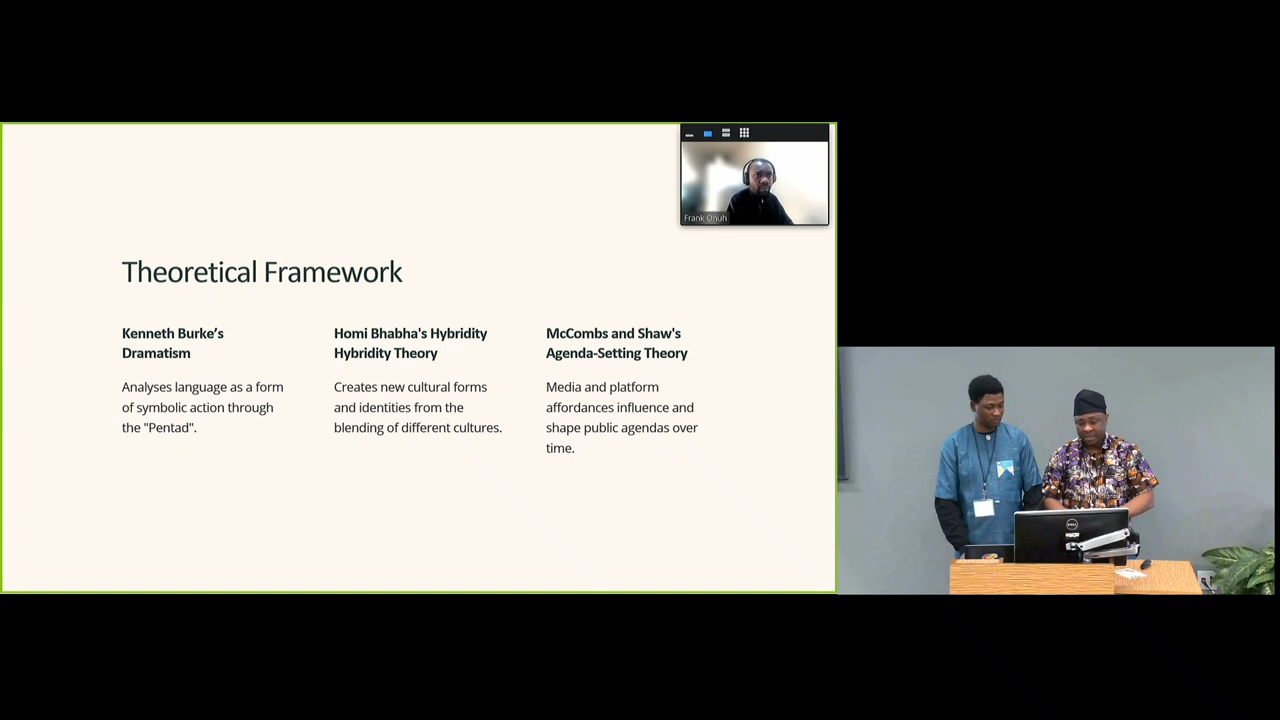 Frank Onuh
Theoretical Framework
Kenneth Burke’s
Dramatism
Analyses language as a form
of symbolic action through
the "Pentad".
Homi Bhabha's Hybridity
Hybridity Theory
Creates new cultural forms
and identities from the
blending of different cultures.
McCombs and Shaw's
Agenda-Setting Theory
Media and platform
affordances influence and
shape public agendas over
time.
DELL